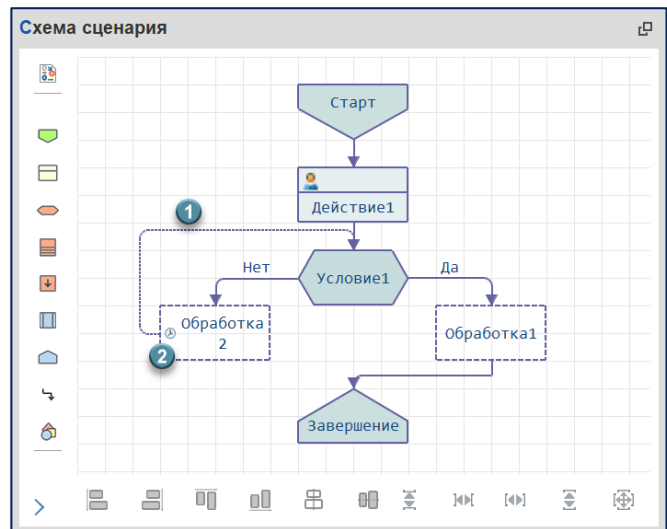 Схема сценария
Старт
Действие1
1
Нет
Условие1
Да
Обработка
2
Обработка1
2
Завершение